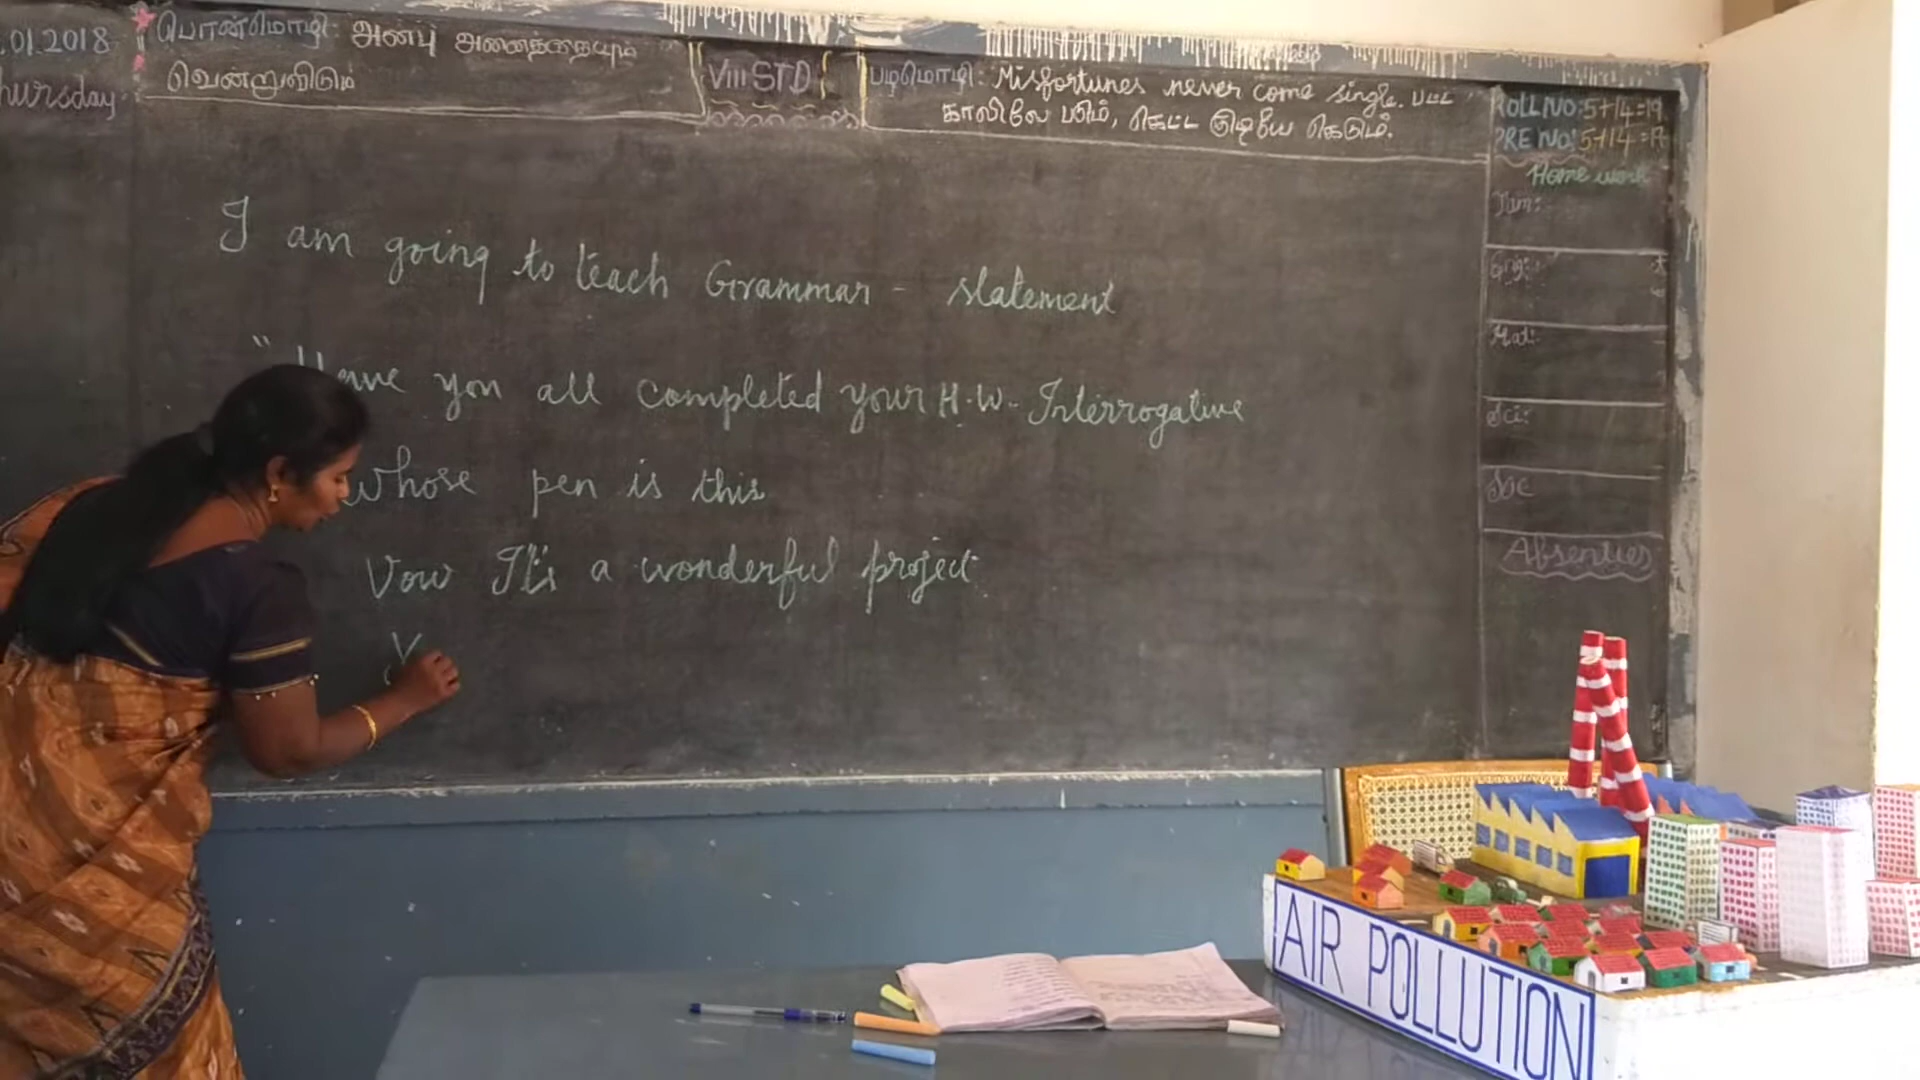 .01.2018
hursday
பொன்மொழி: அன்பு அனைத்தையும்
வென்றுவிடும்
VIII STD
பழமொழி: Misfortunes never come single. பட்ட
காலிலே படும், கெட்ட குடியே கெடும்.
ROLL NO: 5+14=19
PRE NO: 5+14=19
Home work
Tam:
Eng:
Mat:
Sci:
Soc
Absenties
I am going to teach Grammar - statement
" Have you all completed your H.W - Interrogative
whose pen is this
Vow It's a wonderful project.
Y
AIR POLLUTION